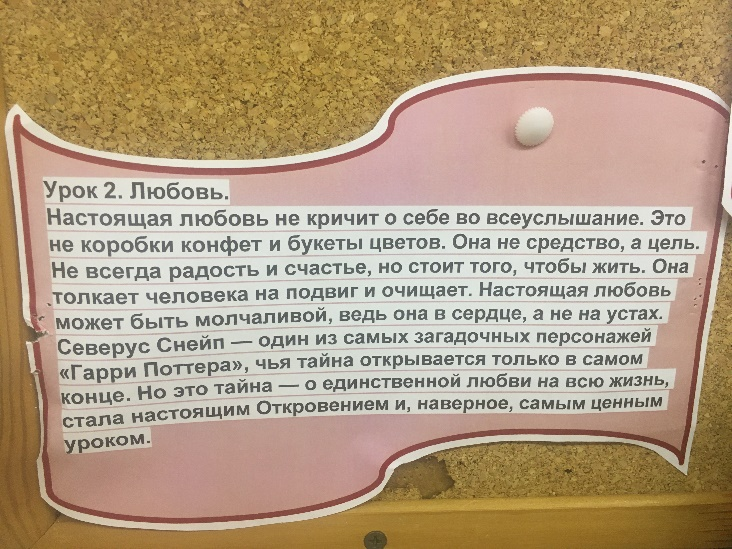 Урок 2. Любовь.
Настоящая любовь не кричит о себе во всеуслышание. Это
не коробки конфет и букеты цветов. Она не средство, а цель.
Не всегда радость и счастье, но стоит того, чтобы жить. Она
толкает человека на подвиг и очищает. Настоящая любовь
может быть молчаливой, ведь она в сердце, а не на устах.
Северус Снейп — один из самых загадочных персонажей
«Гарри Поттера», чья тайна открывается только в самом
конце. Но это тайна — о единственной любви на всю жизнь,
стала настоящим Откровением и, наверное, самым ценным
уроком.